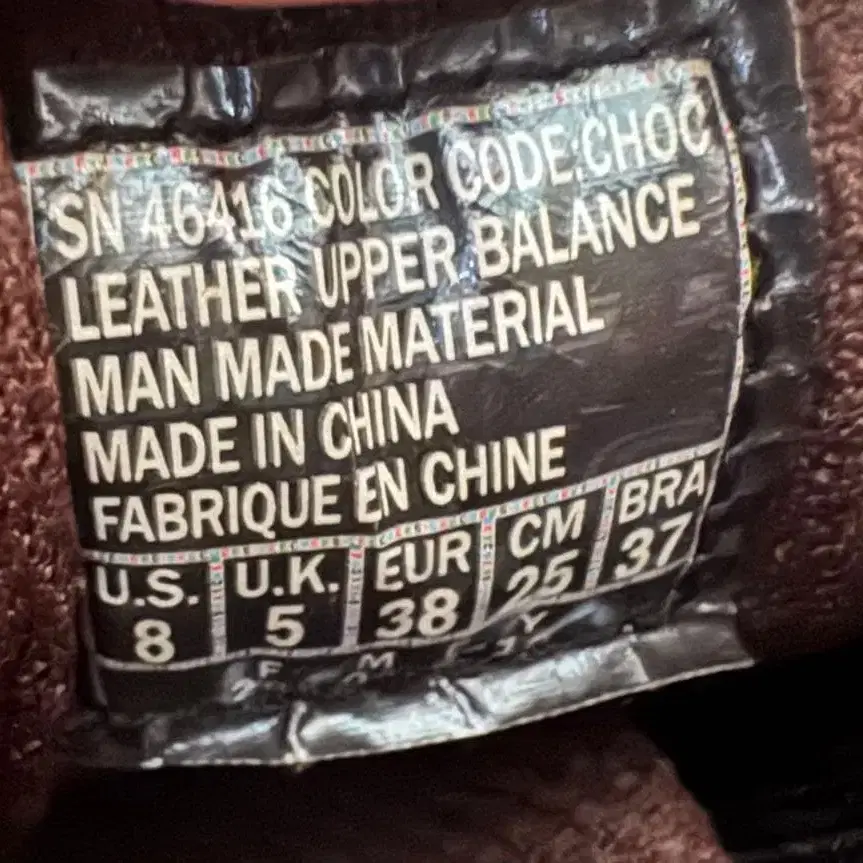 SN 46416 COLOR CODE:CHOC
LEATHER UPPER BALANCE
MAN MADE MATERIAL
MADE IN CHINA
FABRIQUE EN CHINE
U.S. U.K. EUR CM BRA
8 5 38 25 37